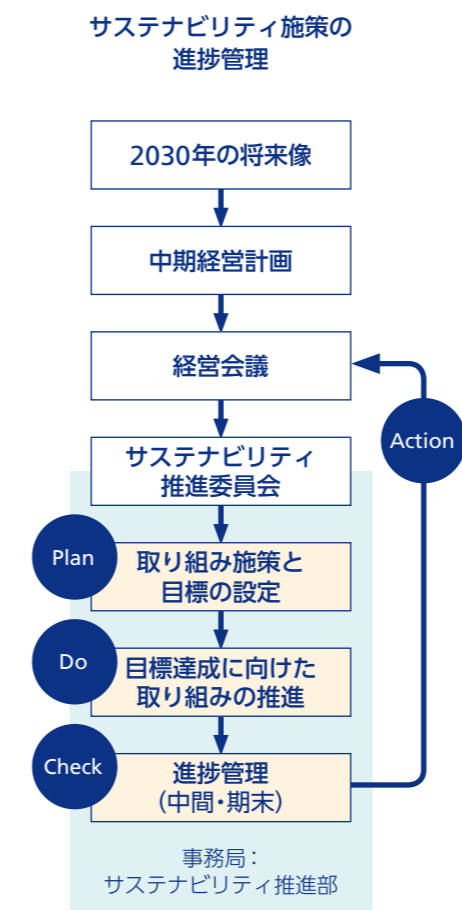 サステナビリティ施策の
進捗管理
2030年の将来像
中期経営計画
経営会議
Action
サステナビリティ
推進委員会
Plan
取り組み施策と
目標の設定
Do
目標達成に向けた
取り組みの推進
Check
進捗管理
（中間・期末）
事務局：
サステナビリティ推進部